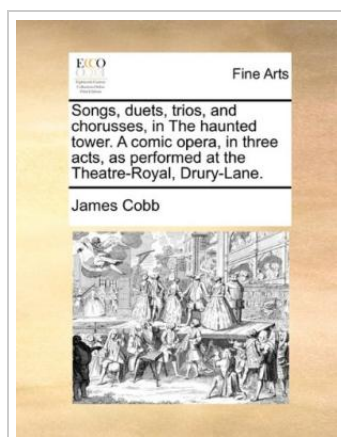 ECCO
Fine Arts
Songs, duets, trios, and
chorusses, in The haunted
tower. A comic opera, in three
acts, as performed at the
Theatre-Royal, Drury-Lane.
James Cobb